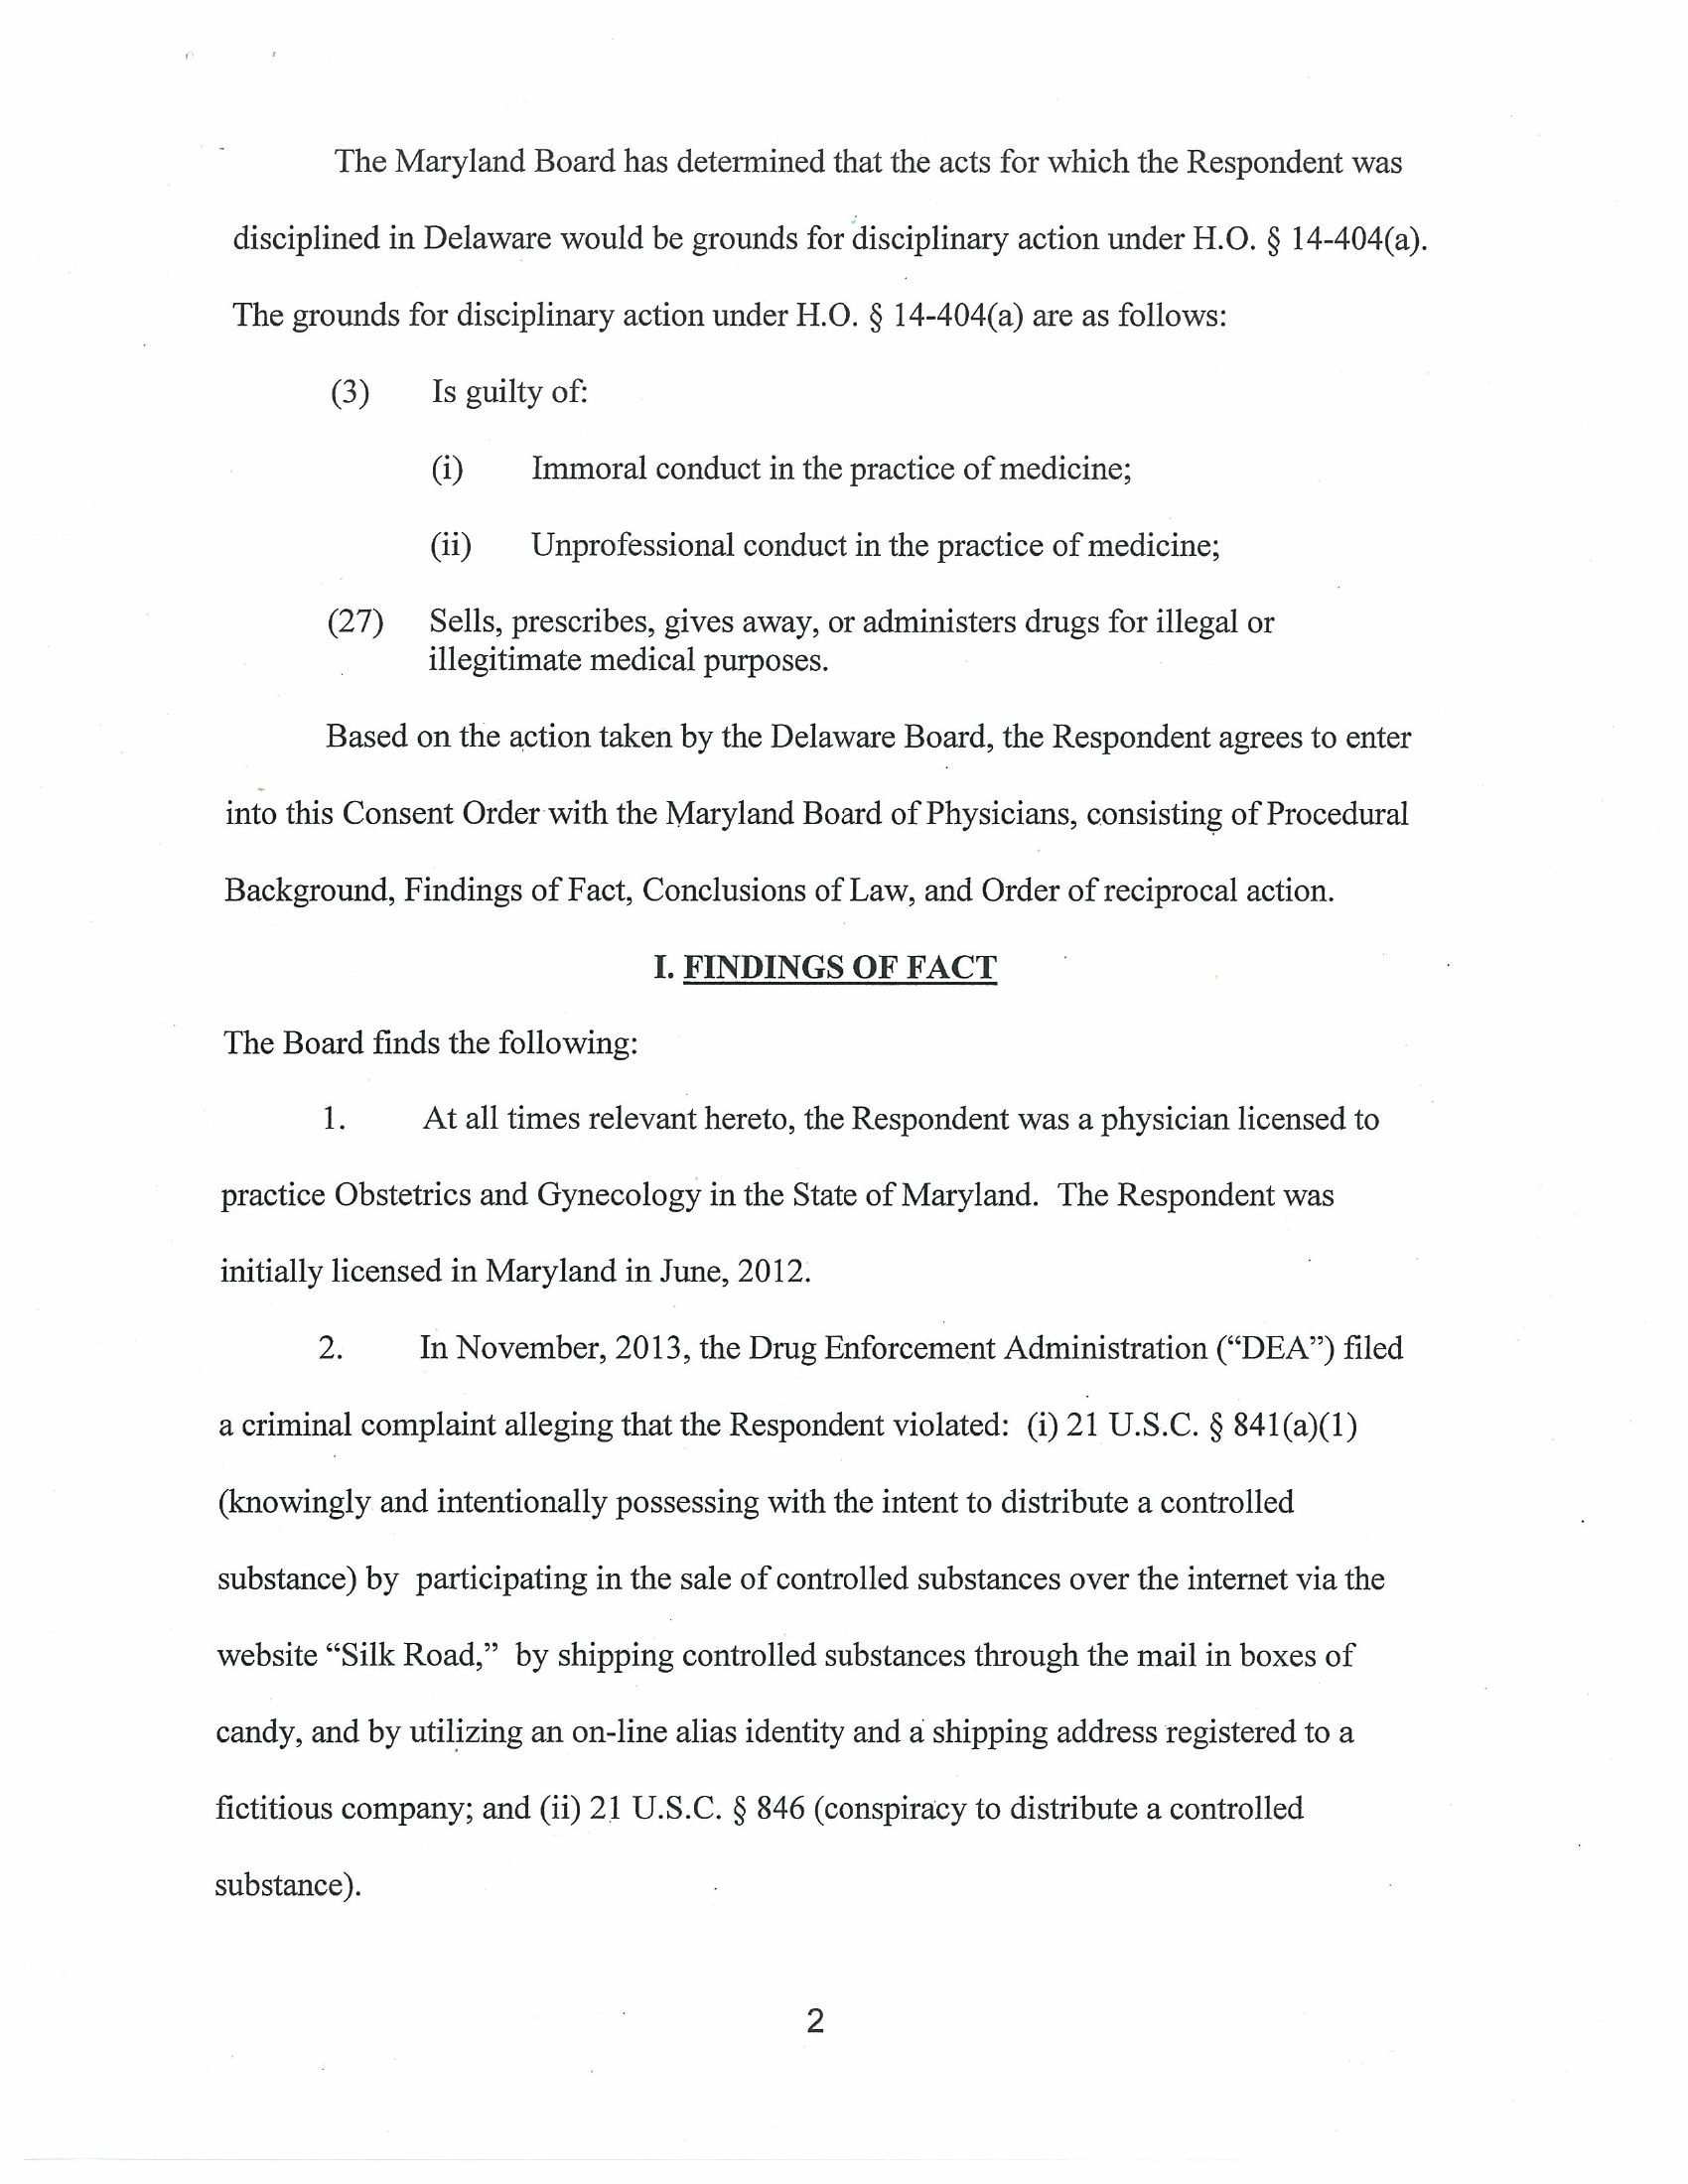 The Maryland Board has determined that the acts for which the Respondent was
disciplined in Delaware would be grounds for disciplinary action under H.O. § 14-404(a).
The grounds for disciplinary action under H.O. § 14-404(a) are as follows:
(3) Is guilty of:
(i) Immoral conduct in the practice of medicine;
(ii) Unprofessional conduct in the practice of medicine;
(27) Sells, prescribes, gives away, or administers drugs for illegal or
illegitimate medical purposes.
Based on the action taken by the Delaware Board, the Respondent agrees to enter
into this Consent Order with the Maryland Board of Physicians, consisting of Procedural
Background, Findings of Fact, Conclusions of Law, and Order of reciprocal action.
I. FINDINGS OF FACT
The Board finds the following:
1. At all times relevant hereto, the Respondent was a physician licensed to
practice Obstetrics and Gynecology in the State of Maryland. The Respondent was
initially licensed in Maryland in June, 2012.
2. In November, 2013, the Drug Enforcement Administration (“DEA”) filed
a criminal complaint alleging that the Respondent violated: (i) 21 U.S.C. § 841(a)(1)
(knowingly and intentionally possessing with the intent to distribute a controlled
substance) by participating in the sale of controlled substances over the internet via the
website “Silk Road,” by shipping controlled substances through the mail in boxes of
candy, and by utilizing an on-line alias identity and a shipping address registered to a
fictitious company; and (ii) 21 U.S.C. § 846 (conspiracy to distribute a controlled
substance).
2